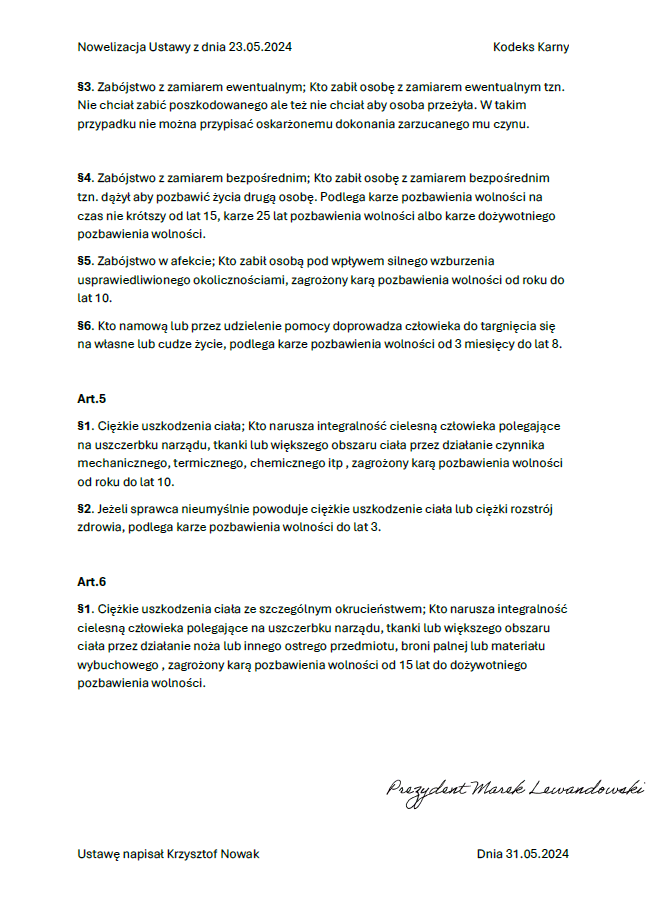 Nowelizacja Ustawy z dnia 23.05.2024 Kodeks Karny
§3. Zabójstwo z zamiarem ewentualnym; Kto zabił osobę z zamiarem ewentualnym tzn.
Nie chciał zabić poszkodowanego ale też nie chciał aby osoba przeżyła. W takim
przypadku nie można przypisać oskarżonemu dokonania zarzucanego mu czynu.
§4. Zabójstwo z zamiarem bezpośrednim; Kto zabił osobę z zamiarem bezpośrednim
tzn. dążył aby pozbawić życia drugą osobę. Podlega karze pozbawienia wolności na
czas nie krótszy od lat 15, karze 25 lat pozbawienia wolności albo karze dożywotniego
pozbawienia wolności.
§5. Zabójstwo w afekcie; Kto zabił osobą pod wpływem silnego wzburzenia
usprawiedliwionego okolicznościami, zagrożony karą pozbawienia wolności od roku do
lat 10.
§6. Kto namową lub przez udzielenie pomocy doprowadza człowieka do targnięcia się
na własne lub cudze życie, podlega karze pozbawienia wolności od 3 miesięcy do lat 8.
Art.5
§1. Ciężkie uszkodzenia ciała; Kto narusza integralność cielesną człowieka polegające
na uszczerbku narządu, tkanki lub większego obszaru ciała przez działanie czynnika
mechanicznego, termicznego, chemicznego itp , zagrożony karą pozbawienia wolności
od roku do lat 10.
§2. Jeżeli sprawca nieumyślnie powoduje ciężkie uszkodzenie ciała lub ciężki rozstrój
zdrowia, podlega karze pozbawienia wolności do lat 3.
Art.6
§1. Ciężkie uszkodzenia ciała ze szczególnym okrucieństwem; Kto narusza integralność
cielesną człowieka polegające na uszczerbku narządu, tkanki lub większego obszaru
ciała przez działanie noża lub innego ostrego przedmiotu, broni palnej lub materiału
wybuchowego , zagrożony karą pozbawienia wolności od 15 lat do dożywotniego
pozbawienia wolności.
Prezydent Marek Lewandowski
Ustawę napisał Krzysztof Nowak Dnia 31.05.2024